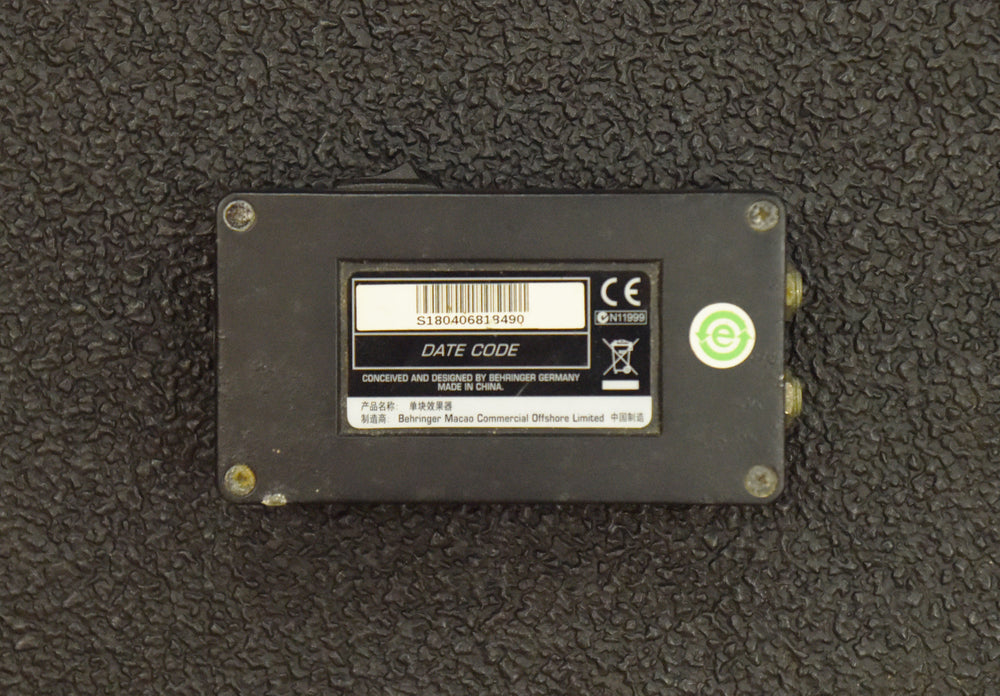 S180406818490
CE
N11999
DATE CODE
CONCEIVED AND DESIGNED BY BEHRINGER GERMANY
MADE IN CHINA.
产品名称: 单块效果器
制造商: Behringer Macao Commercial Offshore Limited 中国制造
e